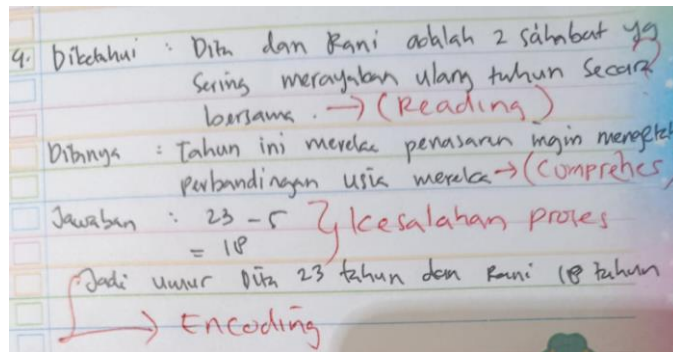 9. Diketahui : Dita dan Rani adalah 2 sahabat yg
sering merayakan ulang tahun secara
bersama. → (Reading)
Ditanya : Tahun ini mereka penasaran ingin mengetah
perbandingan usia mereka → (Comprehes
Jawaban : 23 - 5 } kesalahan proses
= 18
Jadi umur Dita 23 tahun dan Rani 18 tahun
→ Encoding